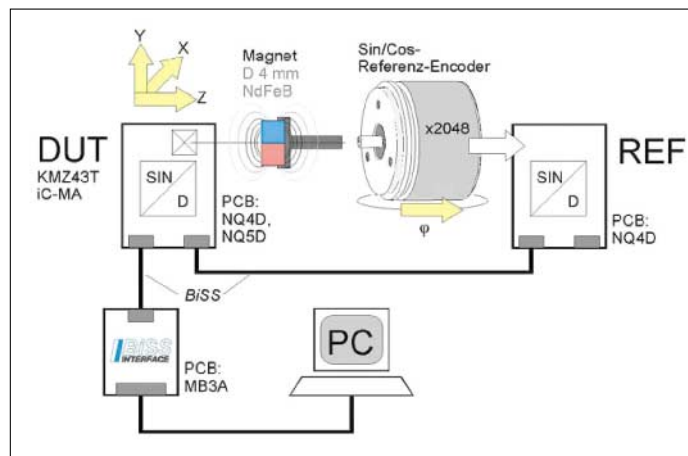 Y
X
Z
Magnet
D 4 mm
NdFeB
Sin/Cos-
Referenz-Encoder
x2048
φ
DUT
KMZ43T
iC-MA
SIN
D
PCB:
NQ4D,
NQ5D
REF
SIN
D
PCB:
NQ4D
BiSS
BiSS
INTERFACE
PCB:
MB3A
PC